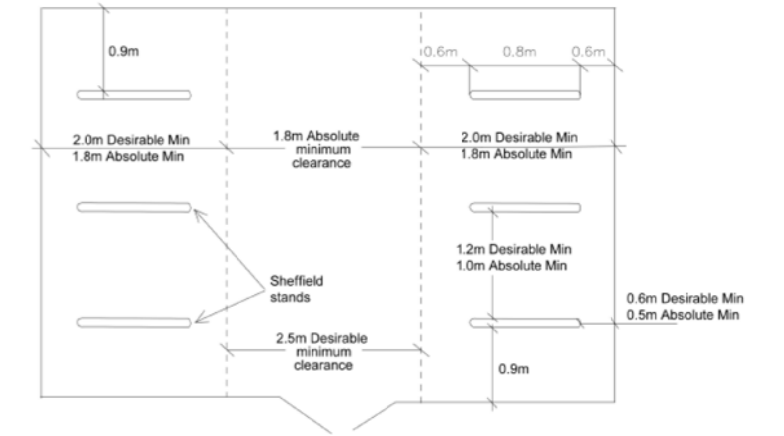 0.9m
0.6m
0.8m
0.6m
2.0m Desirable Min
1.8m Absolute Min
1.8m Absolute
minimum
clearance
2.0m Desirable Min
1.8m Absolute Min
1.2m Desirable Min
1.0m Absolute Min
Sheffield
stands
0.6m Desirable Min
0.5m Absolute Min
2.5m Desirable
minimum
clearance
0.9m